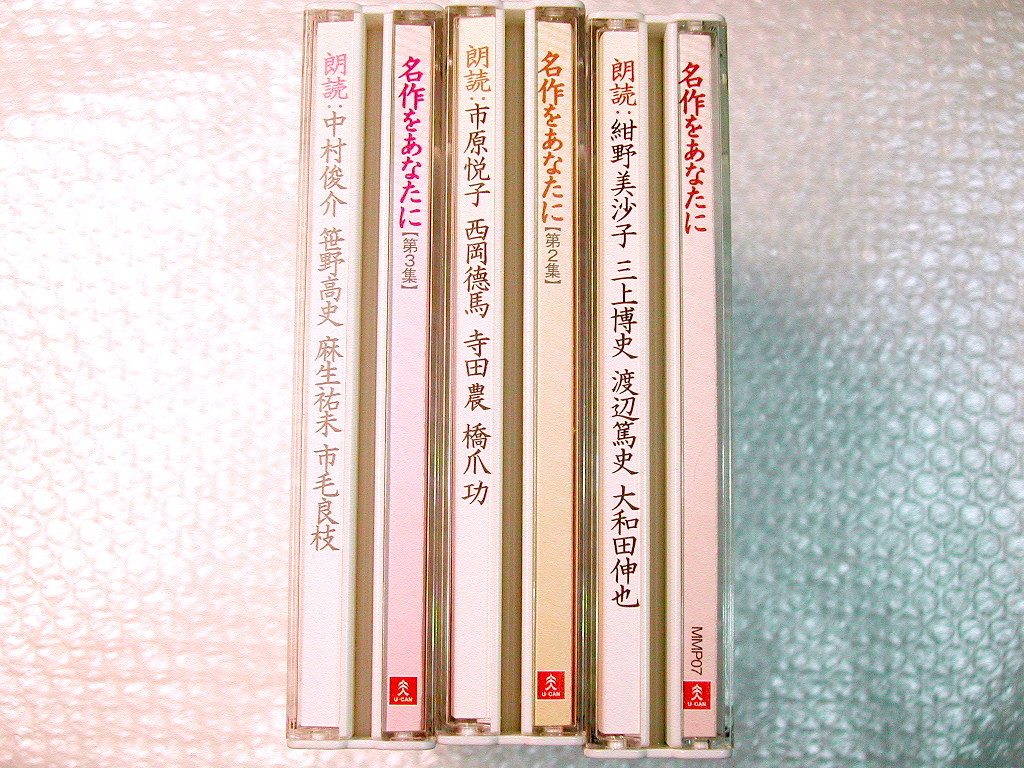 名作をあなたに
MMP07
U-CAN
朗読:紺野美沙子 三上博史 渡辺篤史 大和田伸也
名作をあなたに【第2集】
U-CAN
朗読:市原悦子 西岡德馬 寺田農 橋爪功
名作をあなたに【第3集】
U-CAN
朗読:中村俊介 笹野高史 麻生祐未 市毛良枝